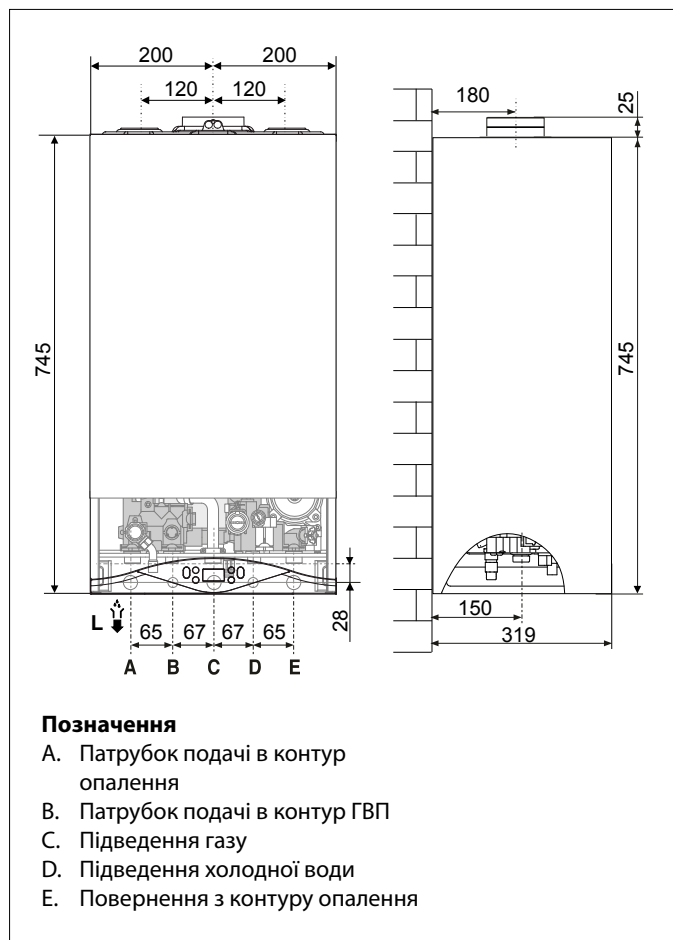 200 200
120 120
180
25
745
745
28
L
65 67 67 65
A B C D E
150
319
Позначення
A. Патрубок подачі в контур
опалення
B. Патрубок подачі в контур ГВП
C. Підведення газу
D. Підведення холодної води
E. Повернення з контуру опалення